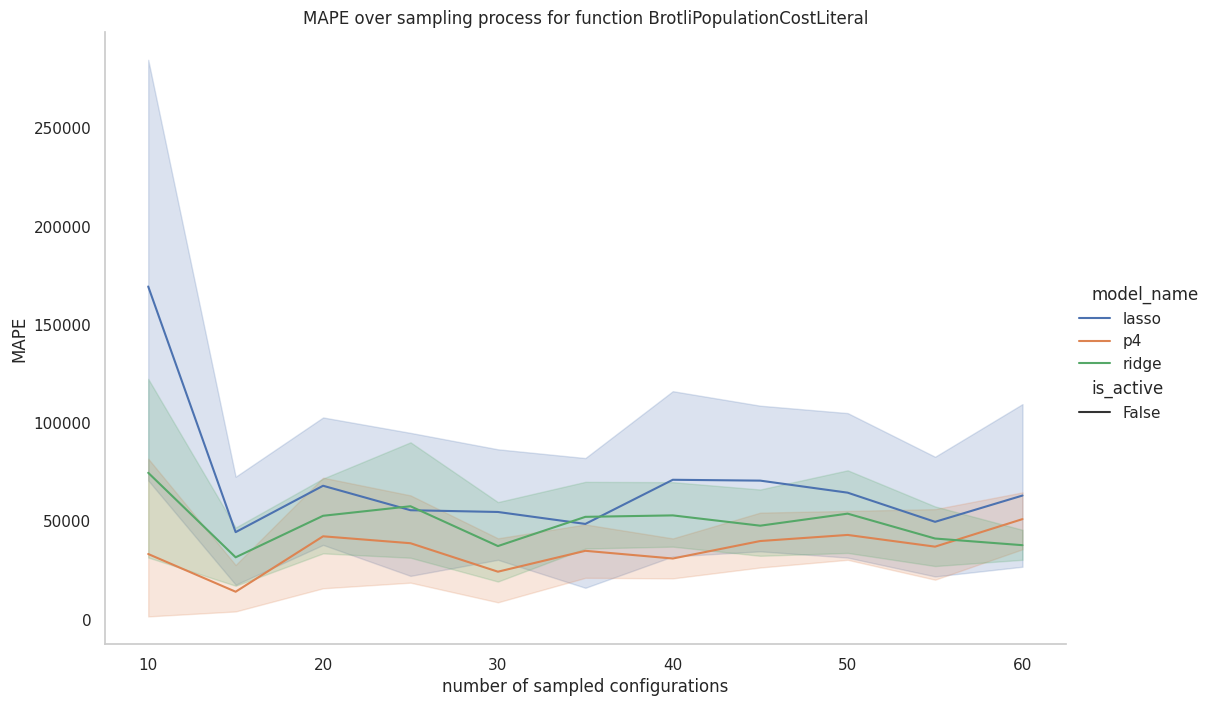 MAPE over sampling process for function BrotliPopulationCostLiteral
250000
200000
150000
100000
50000
0
MAPE
10
20
30
40
50
60
number of sampled configurations
model_name
lasso
p4
ridge
is_active
False